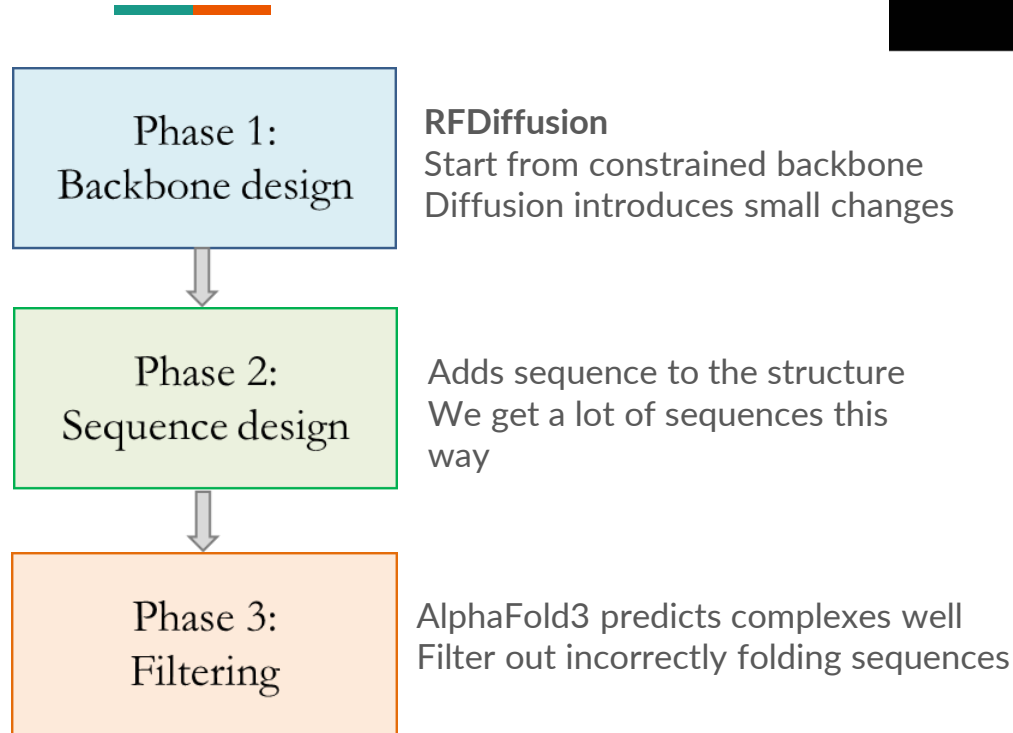 Phase 1:
Backbone design
RFDiffusion
Start from constrained backbone
Diffusion introduces small changes
Phase 2:
Sequence design
Adds sequence to the structure
We get a lot of sequences this
way
Phase 3:
Filtering
AlphaFold3 predicts complexes well
Filter out incorrectly folding sequences